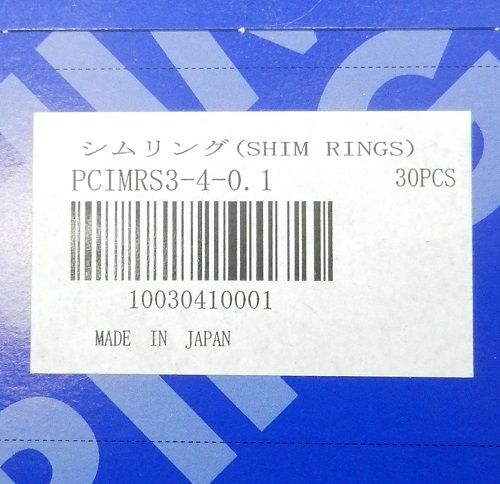 シムリング(SHIM RINGS)
PCIMRS3-4-0.1 30PCS
10030410001
MADE IN JAPAN